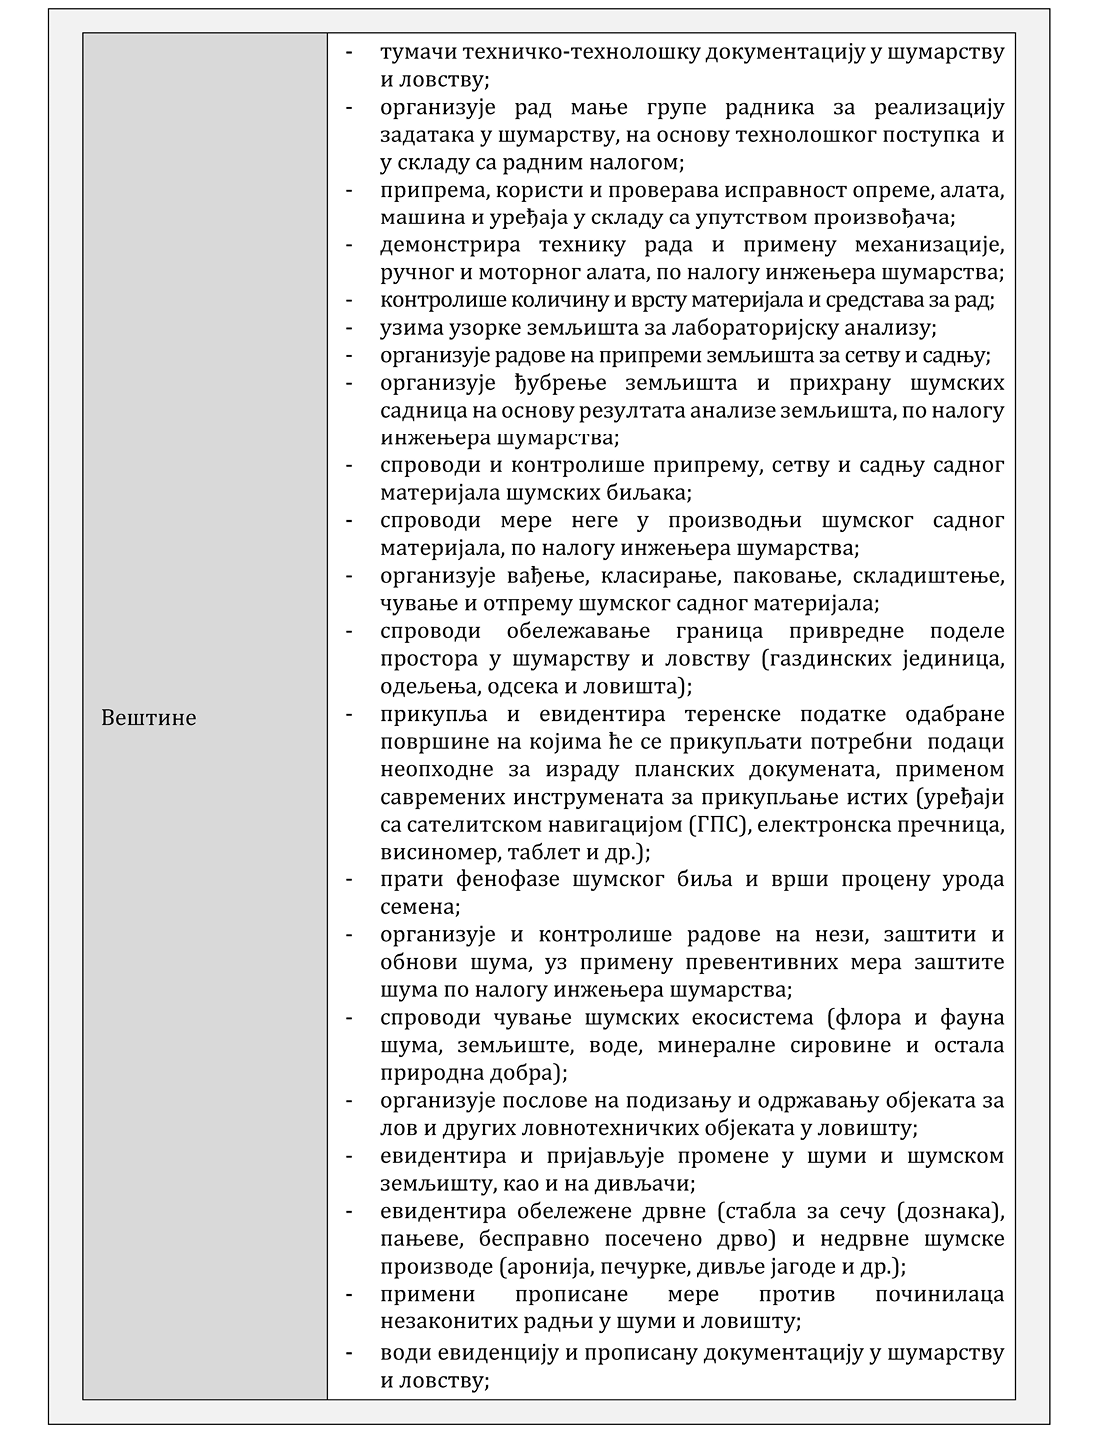 Вештине
- тумачи техничко-технолошку документацију у шумарству
и ловству;
- организује рад мање групе радника за реализацију
задатака у шумарству, на основу технолошког поступка и
у складу са радним налогом;
- припрема, користи и проверава исправност опреме, алата,
машина и уређаја у складу са упутством произвођача;
- демонстрира технику рада и примену механизације,
ручног и моторног алата, по налогу инжењера шумарства;
- контролише количину и врсту материјала и средстава за рад;
- узима узорке земљишта за лабораторијску анализу;
- организује радове на припреми земљишта за сетву и садњу;
- организује ђубрење земљишта и прихрану шумских
садница на основу резултата анализе земљишта, по налогу
инжењера шумарства;
- спроводи и контролише припрему, сетву и садњу садног
материјала шумских биљака;
- спроводи мере неге у производњи шумског садног
материјала, по налогу инжењера шумарства;
- организује вађење, класирање, паковање, складиштење,
чување и отпрему шумског садног материјала;
- спроводи обележавање граница привредне поделе
простора у шумарству и ловству (газдинских јединица,
одељења, одсека и ловишта);
- прикупља и евидентира теренске податке одабране
површине на којима ће се прикупљати потребни подаци
неопходне за израду планских докумената, применом
савремених инструмената за прикупљање истих (уређаји
са сателитском навигацијом (ГПС), електронска пречница,
висиномер, таблет и др.);
- прати фенофазе шумског биља и врши процену урода
семена;
- организује и контролише радове на нези, заштити и
обнови шума, уз примену превентивних мера заштите
шума по налогу инжењера шумарства;
- спроводи чување шумских екосистема (флора и фауна
шума, земљиште, воде, минералне сировине и остала
природна добра);
- организује послове на подизању и одржавању објеката за
лов и других ловнотехничких објеката у ловишту;
- евидентира и пријављује промене у шуми и шумском
земљишту, као и на дивљачи;
- евидентира обележене дрвне (стабла за сечу (дознака),
пањеве, бесправно посечено дрво) и недрвне шумске
производе (аронија, печурке, дивље јагоде и др.);
- примени прописане мере против починилаца
незаконитих радњи у шуми и ловишту;
- води евиденцију и прописану документацију у шумарству
и ловству;